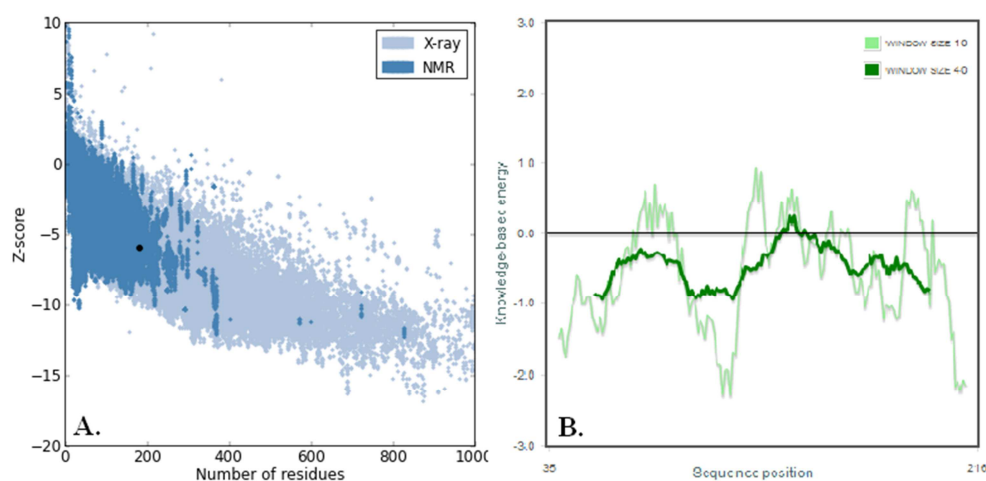 10
5
0
−5
−10
−15
−20
Z-score
X-ray
NMR
A.
0
200
400
600
800
1000
Number of residues
3.0
2.0
1.0
0.0
-1.0
-2.0
-3.0
Knowledge-based energy
WINDOW SIZE 10
WINDOW SIZE 40
B.
35
216
Sequence position